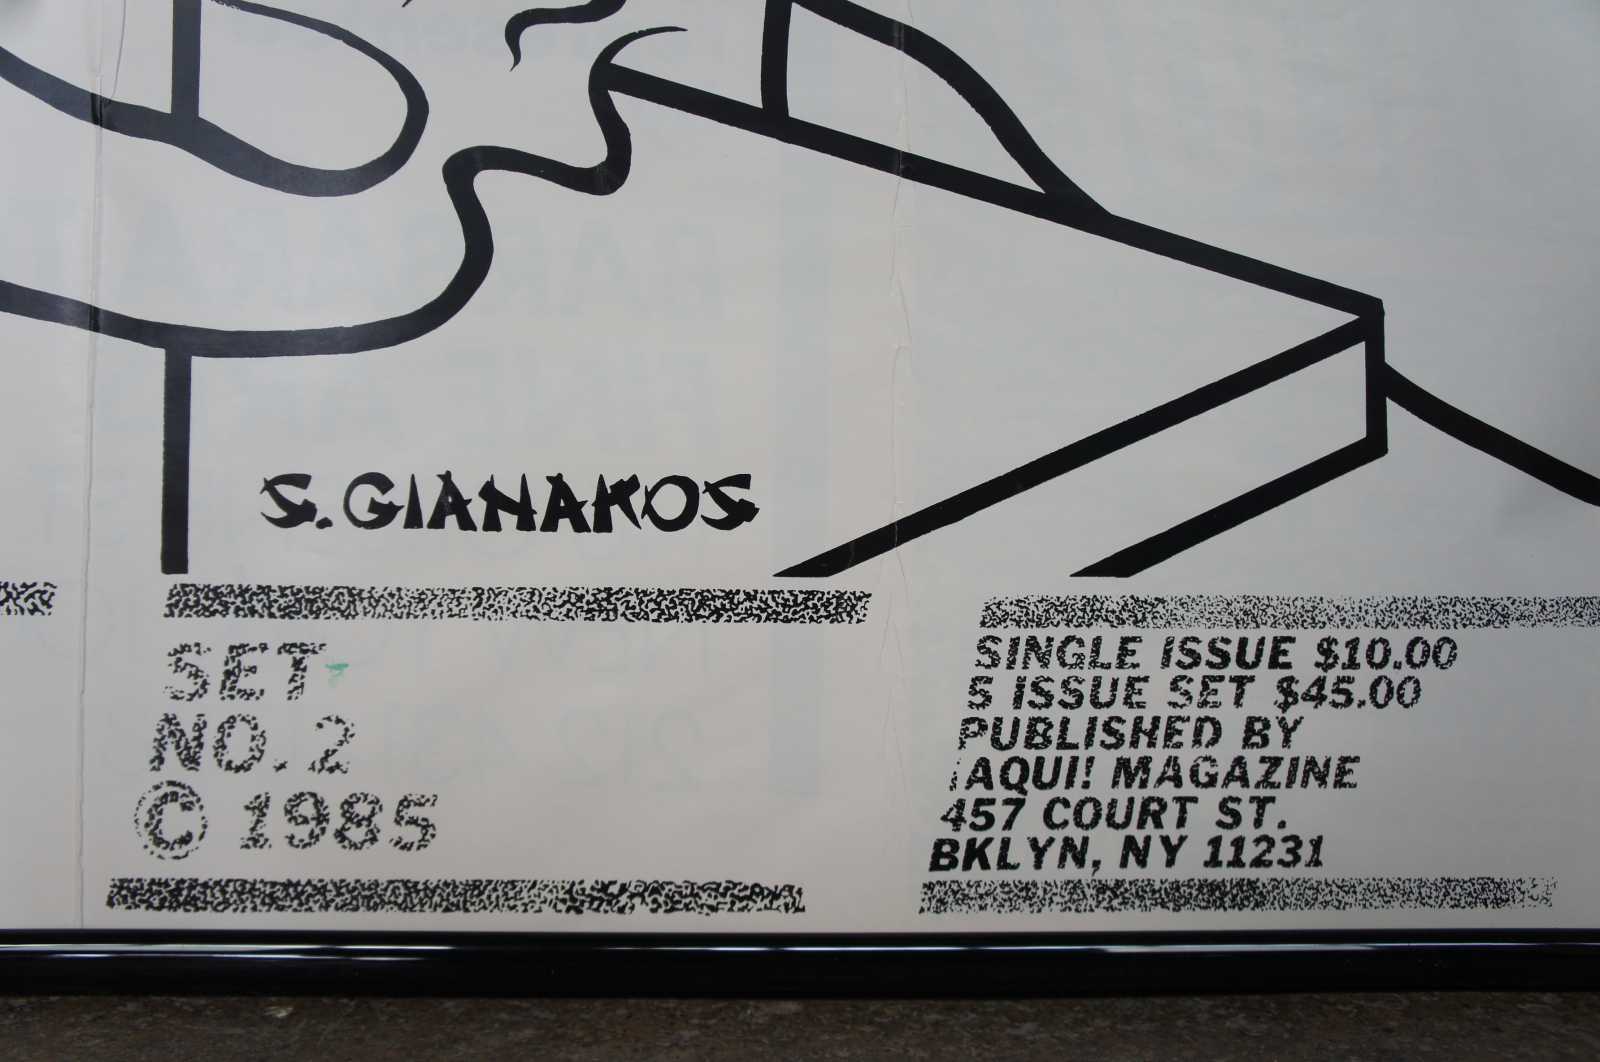 S. GIANAKOS
SET
NO. 2
© 1985
SINGLE ISSUE $10.00
5 ISSUE SET $45.00
PUBLISHED BY
¡AQUI! MAGAZINE
457 COURT ST.
BKLYN, NY 11231